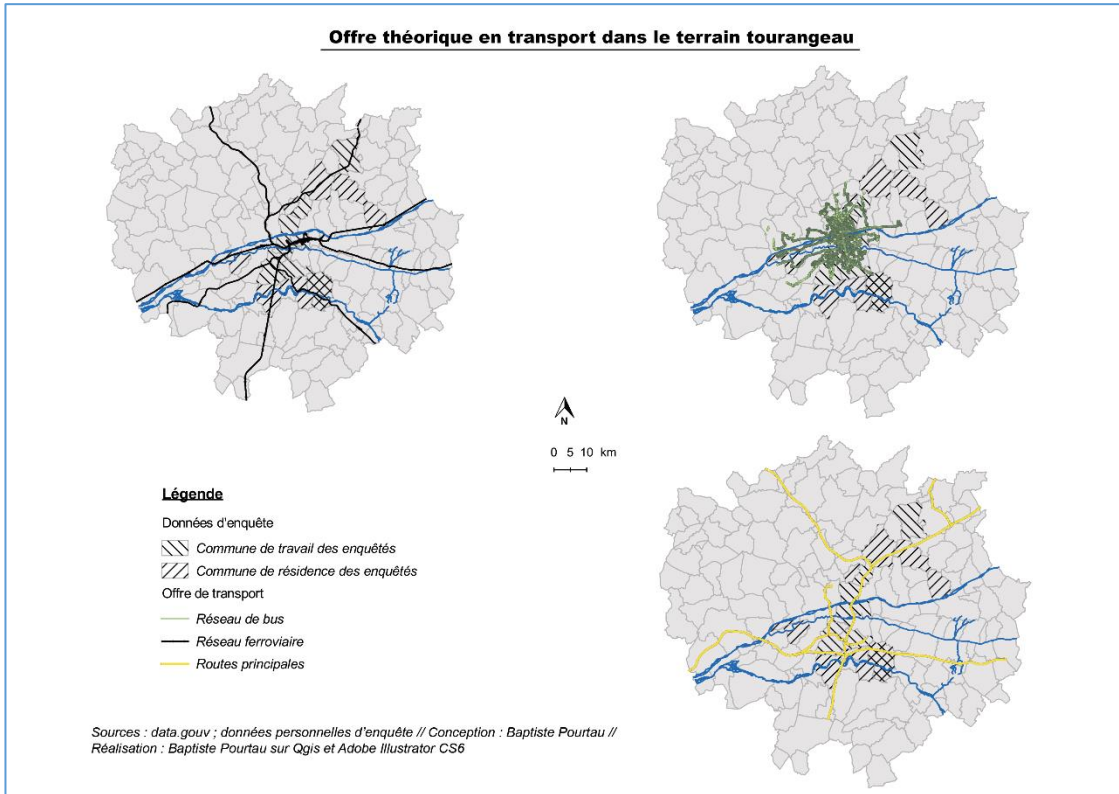 Offre théorique en transport dans le terrain tourangeau
N
0 5 10 km
Légende
Données d'enquête
Commune de travail des enquêtés
Commune de résidence des enquêtés
Offre de transport
Réseau de bus
Réseau ferroviaire
Routes principales
Sources : data.gouv ; données personnelles d'enquête // Conception : Baptiste Pourtau //
Réalisation : Baptiste Pourtau sur Qgis et Adobe Illustrator CS6